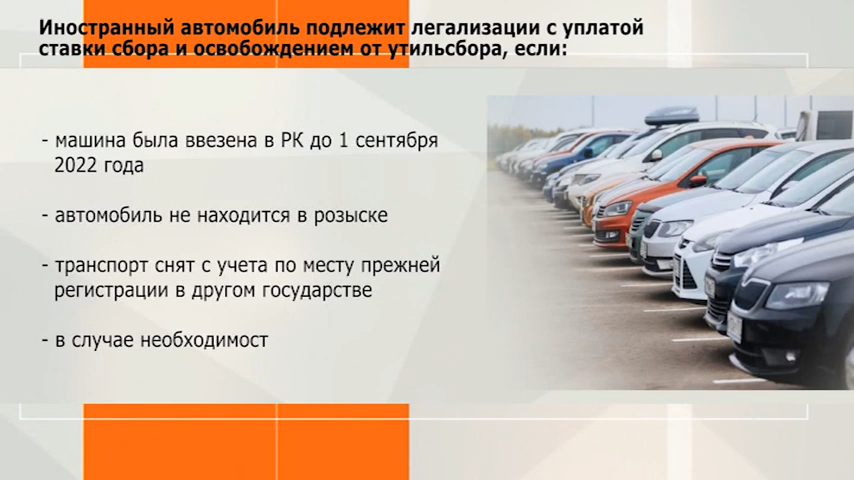 Иностранный автомобиль подлежит легализации с уплатой
ставки сбора и освобождением от утильсбора, если:
- машина была ввезена в РК до 1 сентября
2022 года
- автомобиль не находится в розыске
- транспорт снят с учета по месту прежней
регистрации в другом государстве
- в случае необходимост